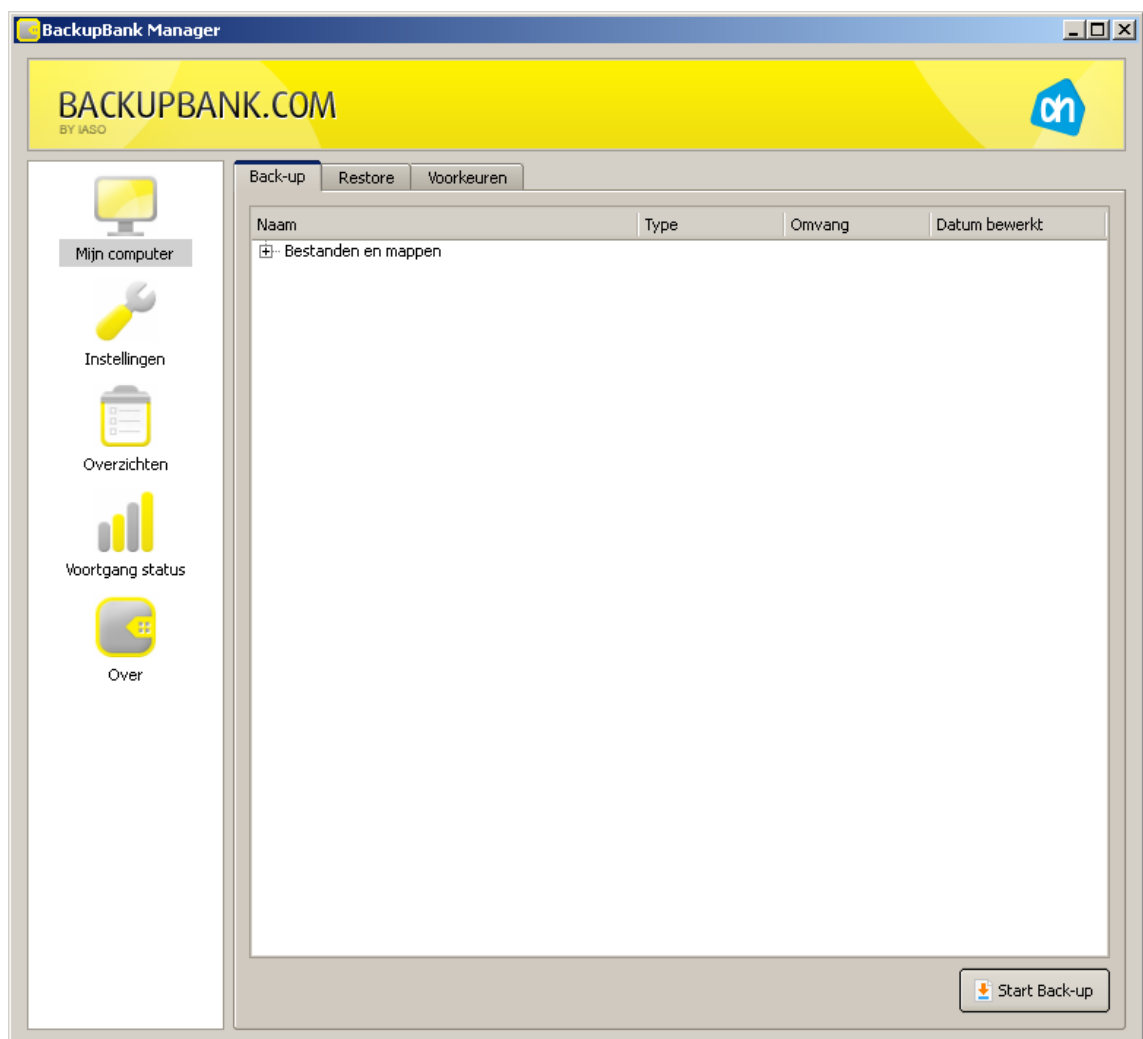 BackupBank Manager
BACKUPBANK.COM
BY IASO
ah
Mijn computer
Instellingen
Overzichten
Voortgang status
Over
Back-up Restore Voorkeuren
Naam Type Omvang Datum bewerkt
Bestanden en mappen
Start Back-up